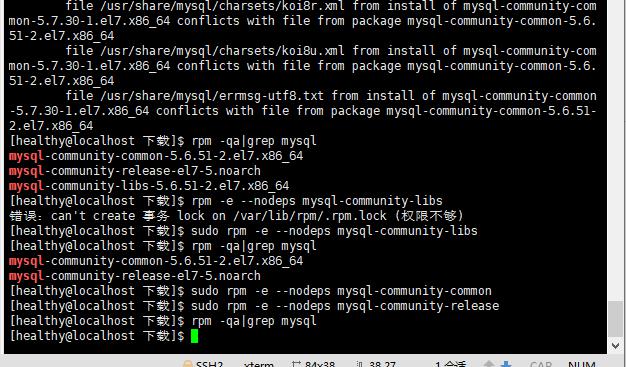 file /usr/share/mysql/charsets/koi8r.xml from install of mysql-community-com
mon-5.7.30-1.el7.x86_64 conflicts with file from package mysql-community-common-5.6.
51-2.el7.x86_64
file /usr/share/mysql/charsets/koi8u.xml from install of mysql-community-com
mon-5.7.30-1.el7.x86_64 conflicts with file from package mysql-community-common-5.6.
51-2.el7.x86_64
file /usr/share/mysql/errmsg-utf8.txt from install of mysql-community-common
-5.7.30-1.el7.x86_64 conflicts with file from package mysql-community-common-5.6.51-
2.el7.x86_64
[healthy@localhost 下载]$ rpm -qa|grep mysql
mysql-community-common-5.6.51-2.el7.x86_64
mysql-community-release-el7-5.noarch
mysql-community-libs-5.6.51-2.el7.x86_64
[healthy@localhost 下载]$ rpm -e --nodeps mysql-community-libs
错误：can't create 事务 lock on /var/lib/rpm/.rpm.lock (权限不够)
[healthy@localhost 下载]$ sudo rpm -e --nodeps mysql-community-libs
[healthy@localhost 下载]$ rpm -qa|grep mysql
mysql-community-common-5.6.51-2.el7.x86_64
mysql-community-release-el7-5.noarch
[healthy@localhost 下载]$ sudo rpm -e --nodeps mysql-community-common
[healthy@localhost 下载]$ sudo rpm -e --nodeps mysql-community-release
[healthy@localhost 下载]$ rpm -qa|grep mysql
[healthy@localhost 下载]$
SSH2 xterm 84x38 38,27 1 会话 CAP NUM